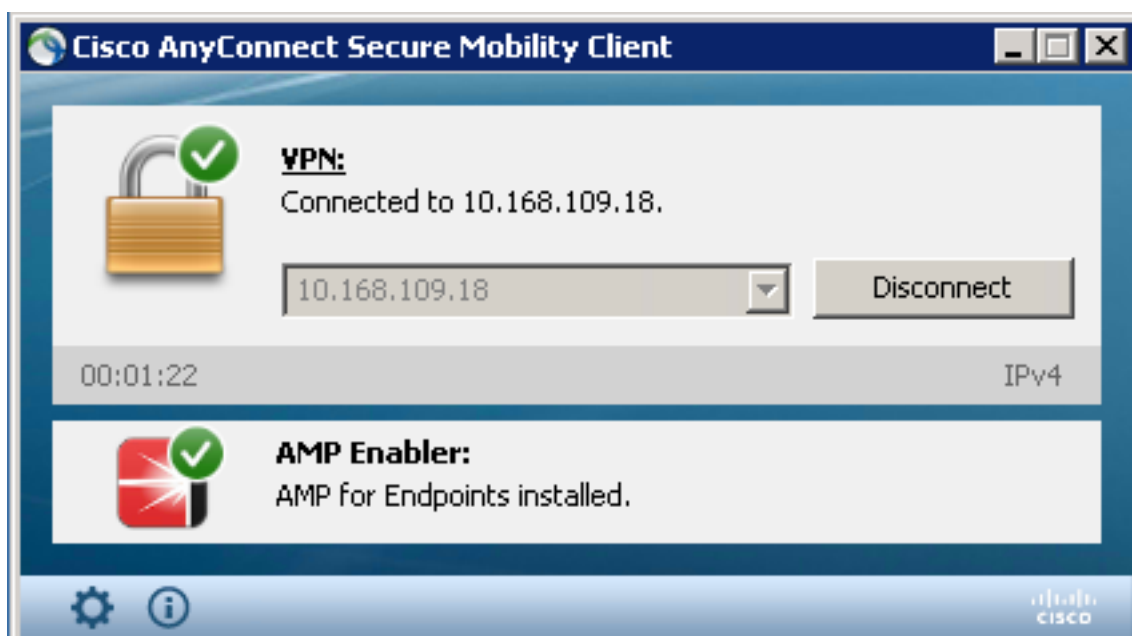 Cisco AnyConnect Secure Mobility Client
VPN:
Connected to 10.168.109.18.
10.168.109.18
Disconnect
00:01:22
IPv4
AMP Enabler:
AMP for Endpoints installed.
CISCO